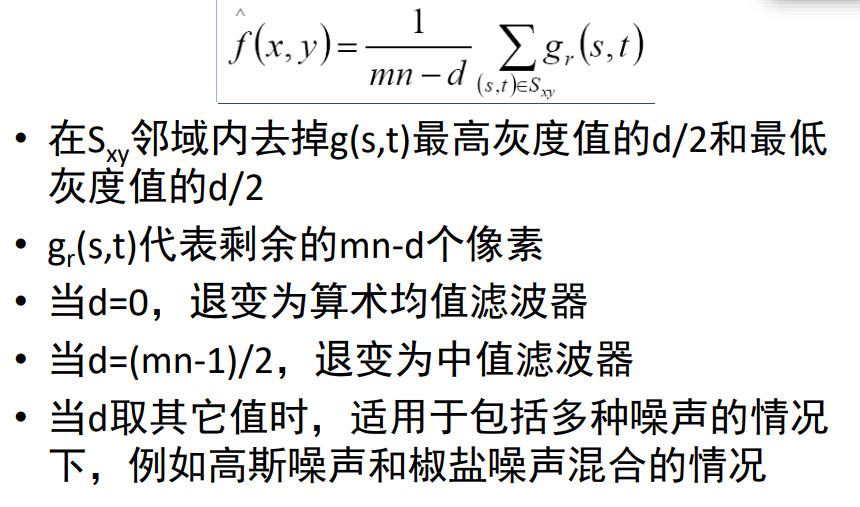 f̂(x, y) = 1/(mn − d) ∑_{(s,t)∈S_{xy}} g_r(s,t)
• 在S_{xy}邻域内去掉g(s,t)最高灰度值的d/2和最低
灰度值的d/2
• g_r(s,t)代表剩余的mn-d个像素
• 当d=0，退变为算术均值滤波器
• 当d=(mn-1)/2，退变为中值滤波器
• 当d取其它值时，适用于包括多种噪声的情况
下，例如高斯噪声和椒盐噪声混合的情况